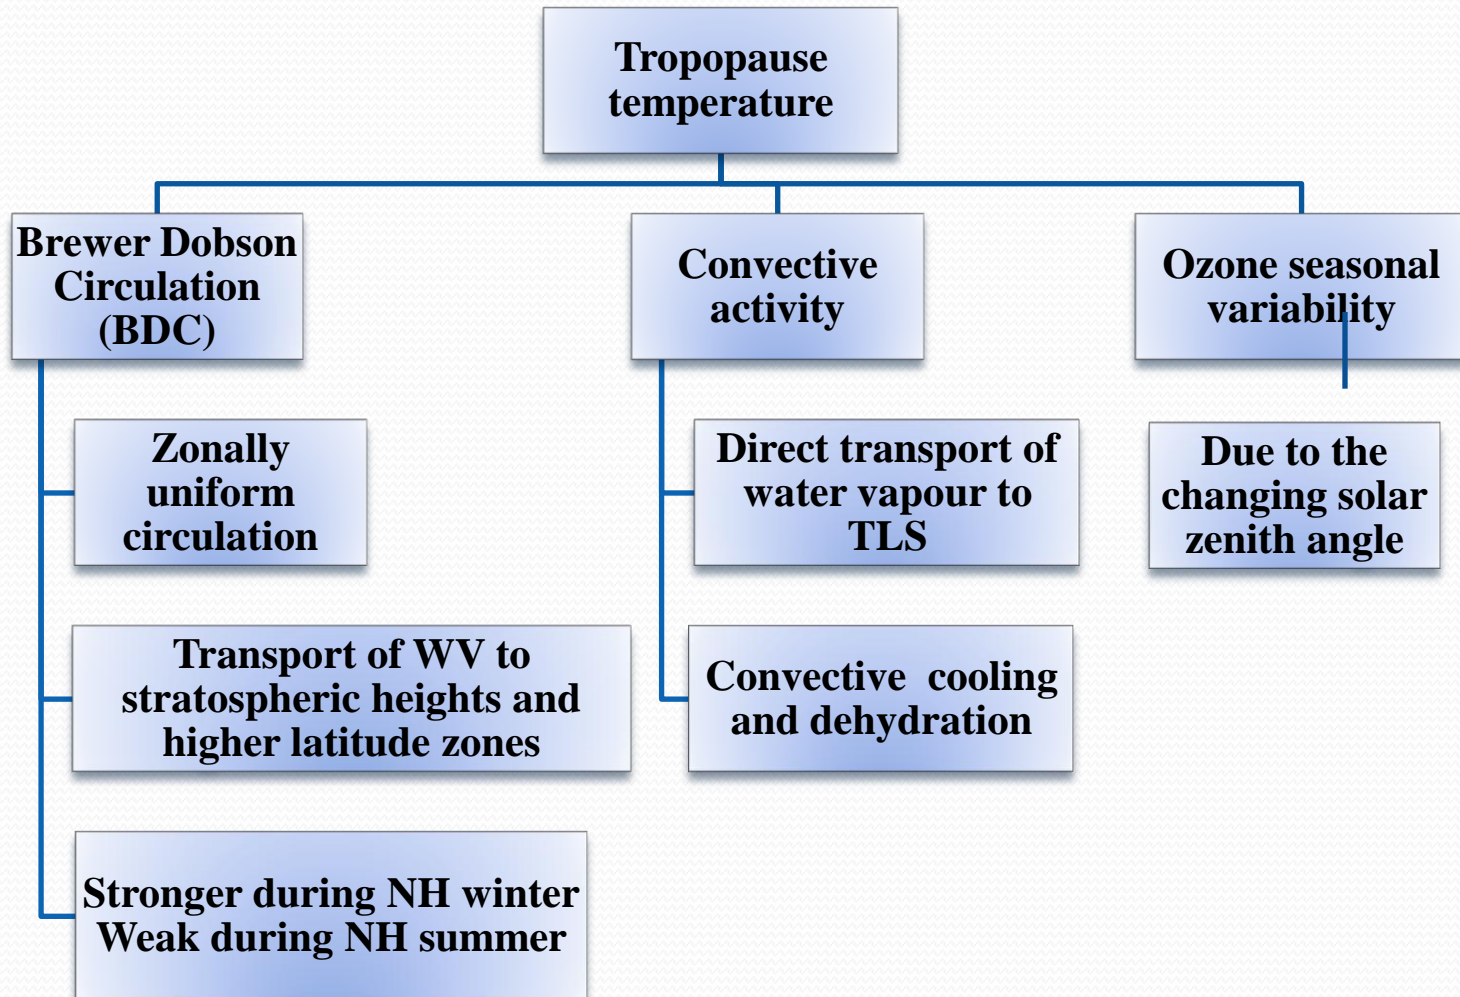 Tropopause
temperature
Brewer Dobson
Circulation
(BDC)
Convective
activity
Ozone seasonal
variability
Zonally
uniform
circulation
Direct transport of
water vapour to
TLS
Due to the
changing solar
zenith angle
Transport of WV to
stratospheric heights and
higher latitude zones
Convective cooling
and dehydration
Stronger during NH winter
Weak during NH summer